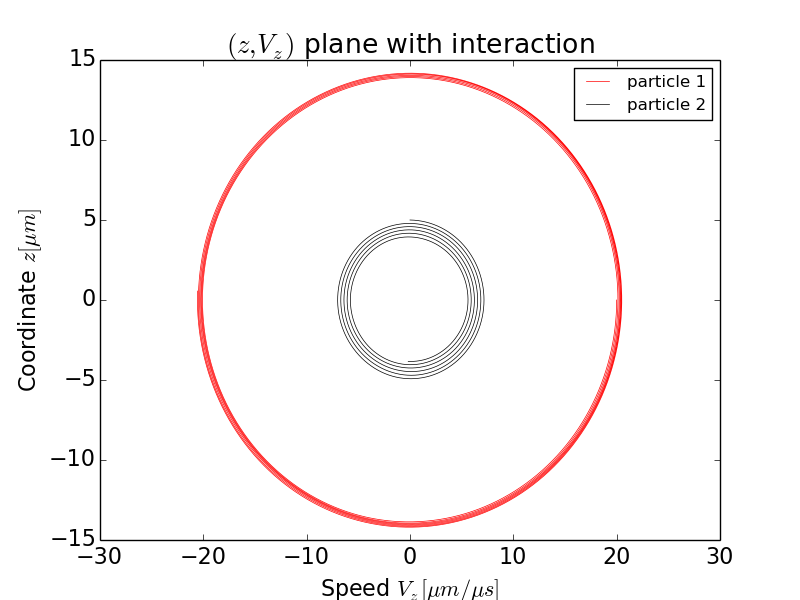 (z,V_z) plane with interaction
particle 1
particle 2
15
10
5
0
−5
−10
−15
Coordinate z[μm]
−30
−20
−10
0
10
20
30
Speed V_z[μm/μs]